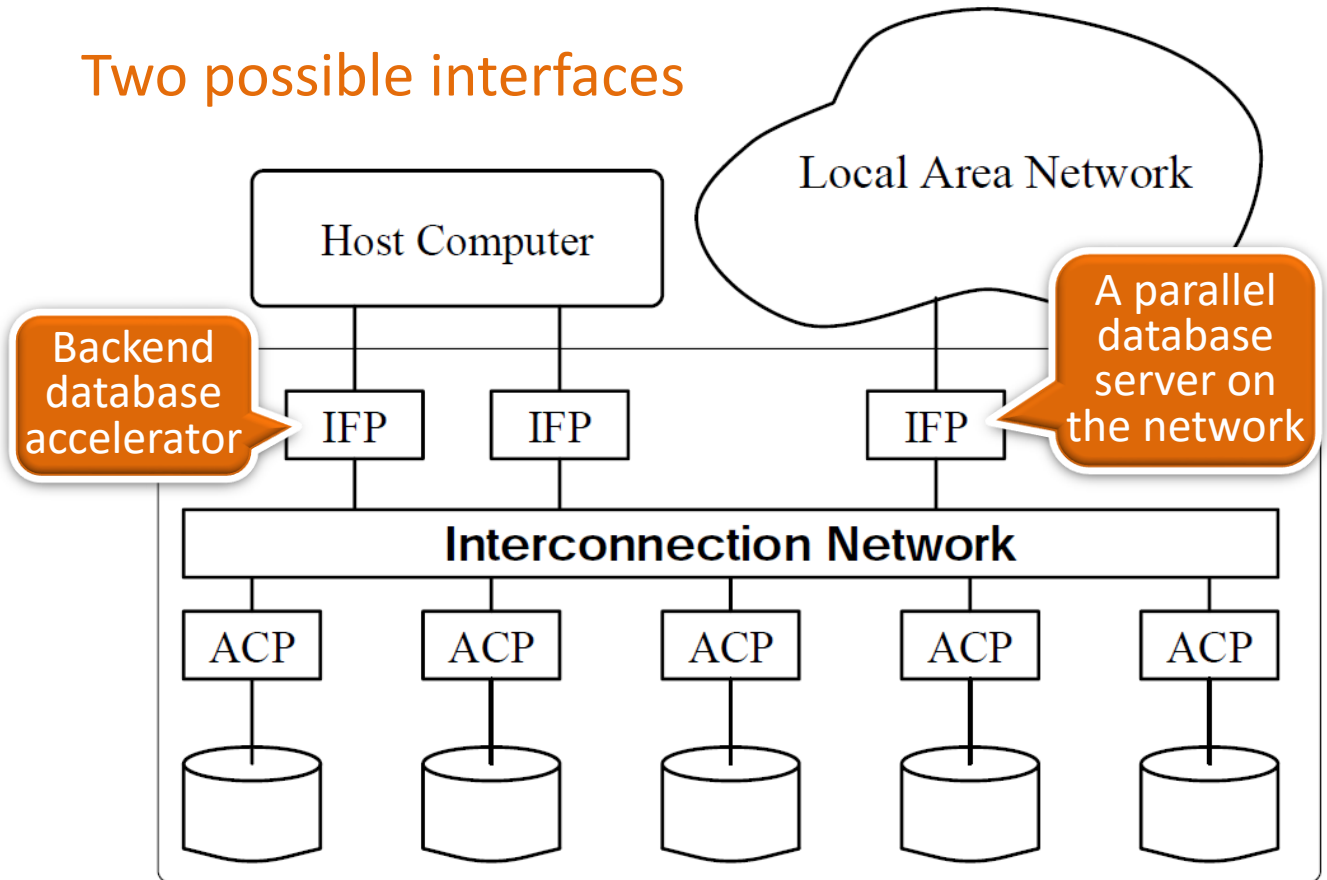 Two possible interfaces
Local Area Network
Host Computer
Backend
database
accelerator
A parallel
database
server on
the network
IFP
IFP
IFP
Interconnection Network
ACP
ACP
ACP
ACP
ACP